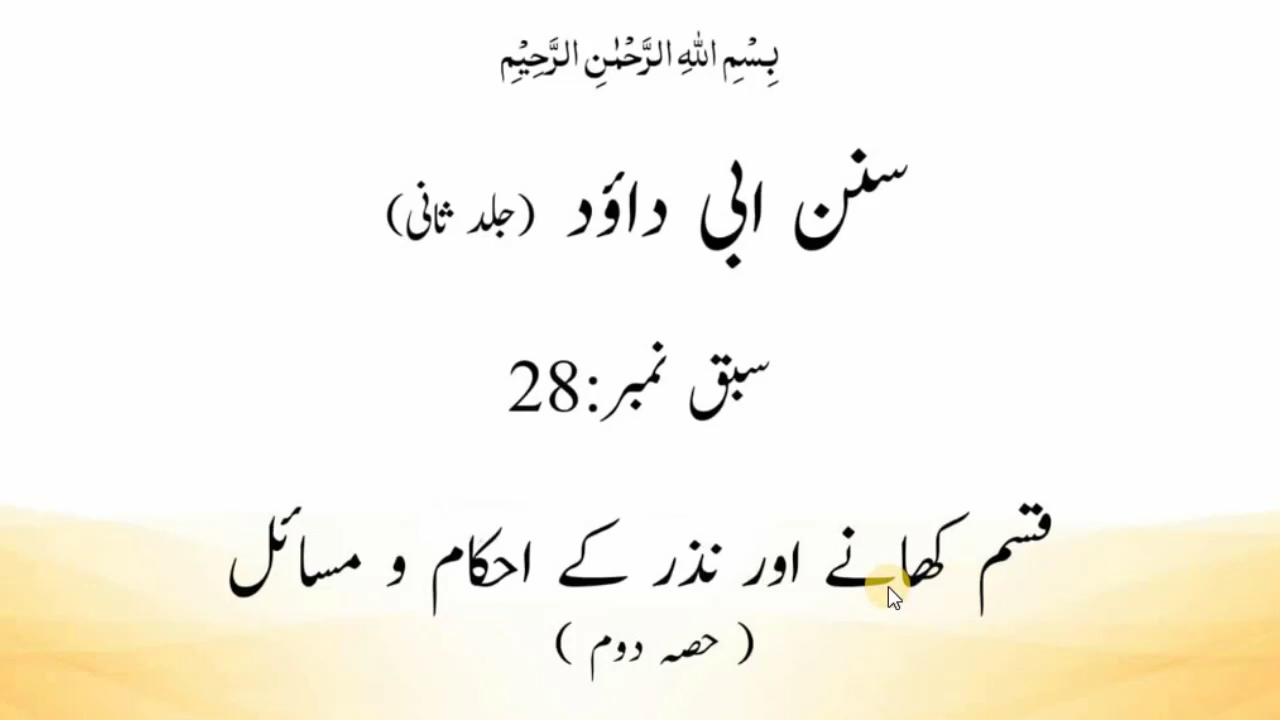 بِسْمِ اللهِ الرَّحْمٰنِ الرَّحِيْمِ
سنن ابی داؤد (جلد ثانی)
سبق نمبر:28
قسم کھانے اور نذر کے احکام و مسائل
( حصہ دوم )